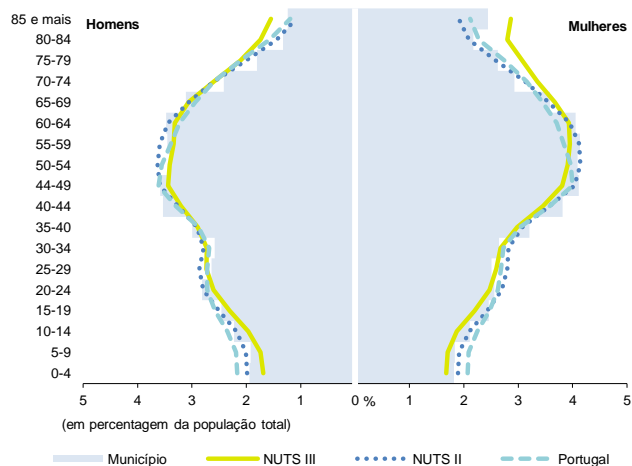 Homens
Mulheres
85 e mais
80-84
75-79
70-74
65-69
60-64
55-59
50-54
44-49
40-44
35-40
30-34
25-29
20-24
15-19
10-14
5-9
0-4
5 4 3 2 1 0 % 1 2 3 4 5
(em percentagem da população total)
Município NUTS III NUTS II Portugal